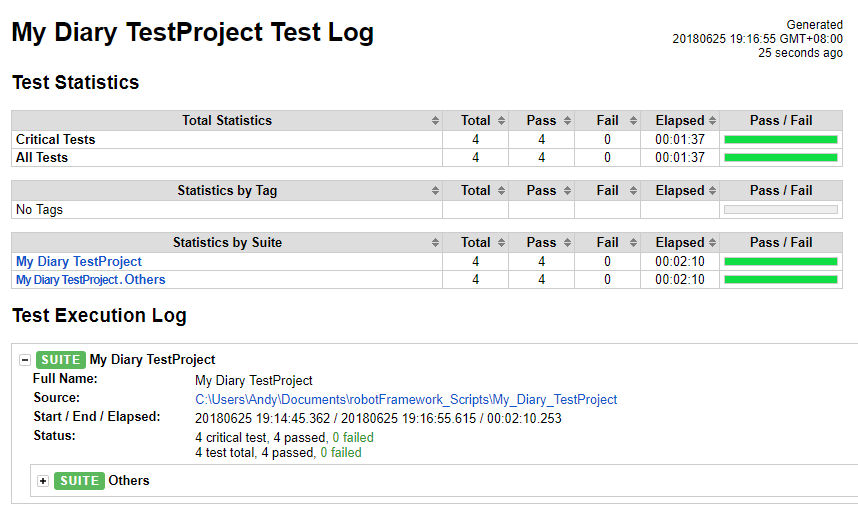 My Diary TestProject Test Log
Generated
20180625 19:16:55 GMT+08:00
25 seconds ago
Test Statistics
Total Statistics Total Pass Fail Elapsed Pass / Fail
Critical Tests 4 4 0 00:01:37
All Tests 4 4 0 00:01:37
Statistics by Tag Total Pass Fail Elapsed Pass / Fail
No Tags
Statistics by Suite Total Pass Fail Elapsed Pass / Fail
My Diary TestProject 4 4 0 00:02:10
My Diary TestProject . Others 4 4 0 00:02:10
Test Execution Log
SUITE My Diary TestProject
Full Name: My Diary TestProject
Source: C:\Users\Andy\Documents\robotFramework_Scripts\My_Diary_TestProject
Start / End / Elapsed: 20180625 19:14:45.362 / 20180625 19:16:55.615 / 00:02:10.253
Status: 4 critical test, 4 passed, 0 failed
4 test total, 4 passed, 0 failed
SUITE Others